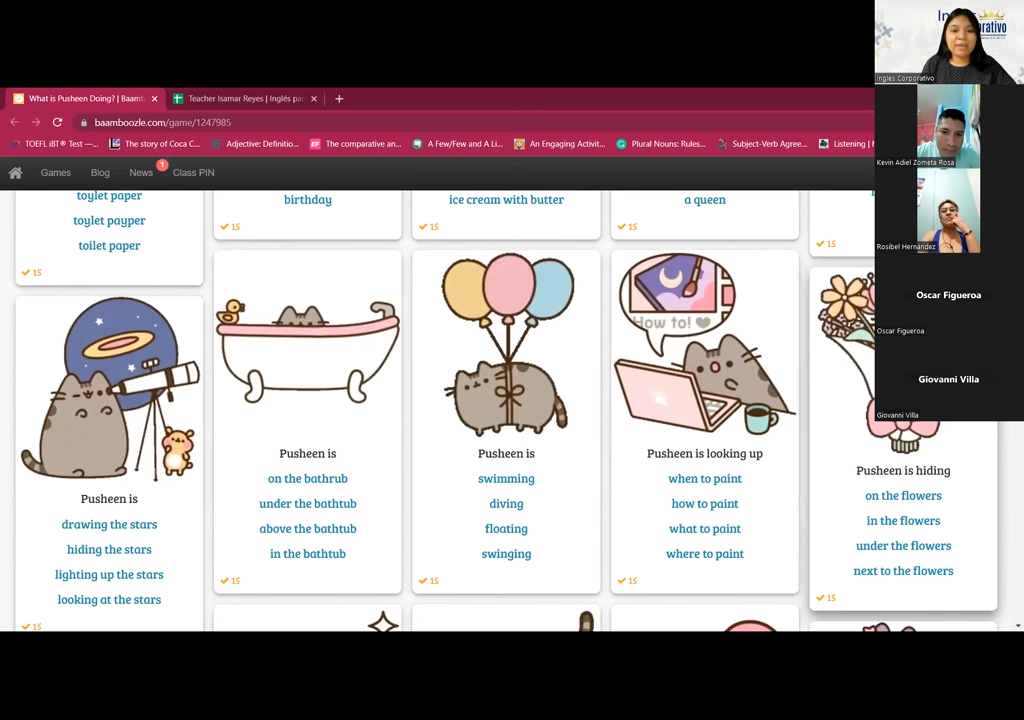 Inglés Corporativo
What is Pusheen Doing? | Baamb
Teacher Isamar Reyes | Inglés par
baamboozle.com/game/1247985
TOEFL iBT® Test —...
The story of Coca C...
Adjective: Definitio...
The comparative an...
A Few/Few and A Li...
An Engaging Activit...
Plural Nouns: Rules...
Subject-Verb Agree...
Listening |
Games
Blog
News
1
Class PIN
toylet paper
toylet payper
toilet paper
15
birthday
15
ice cream with butter
15
a queen
15
15
Pusheen is
drawing the stars
hiding the stars
lighting up the stars
looking at the stars
15
Pusheen is
on the bathrub
under the bathtub
above the bathtub
in the bathtub
15
Pusheen is
swimming
diving
floating
swinging
15
How to!
Pusheen is looking up
when to paint
how to paint
what to paint
where to paint
15
Pusheen is hiding
on the flowers
in the flowers
under the flowers
next to the flowers
15
Kevin Adiel Zometa Rosa
Rosibel Hernández
Oscar Figueroa
Oscar Figueroa
Giovanni Villa
Giovanni Villa